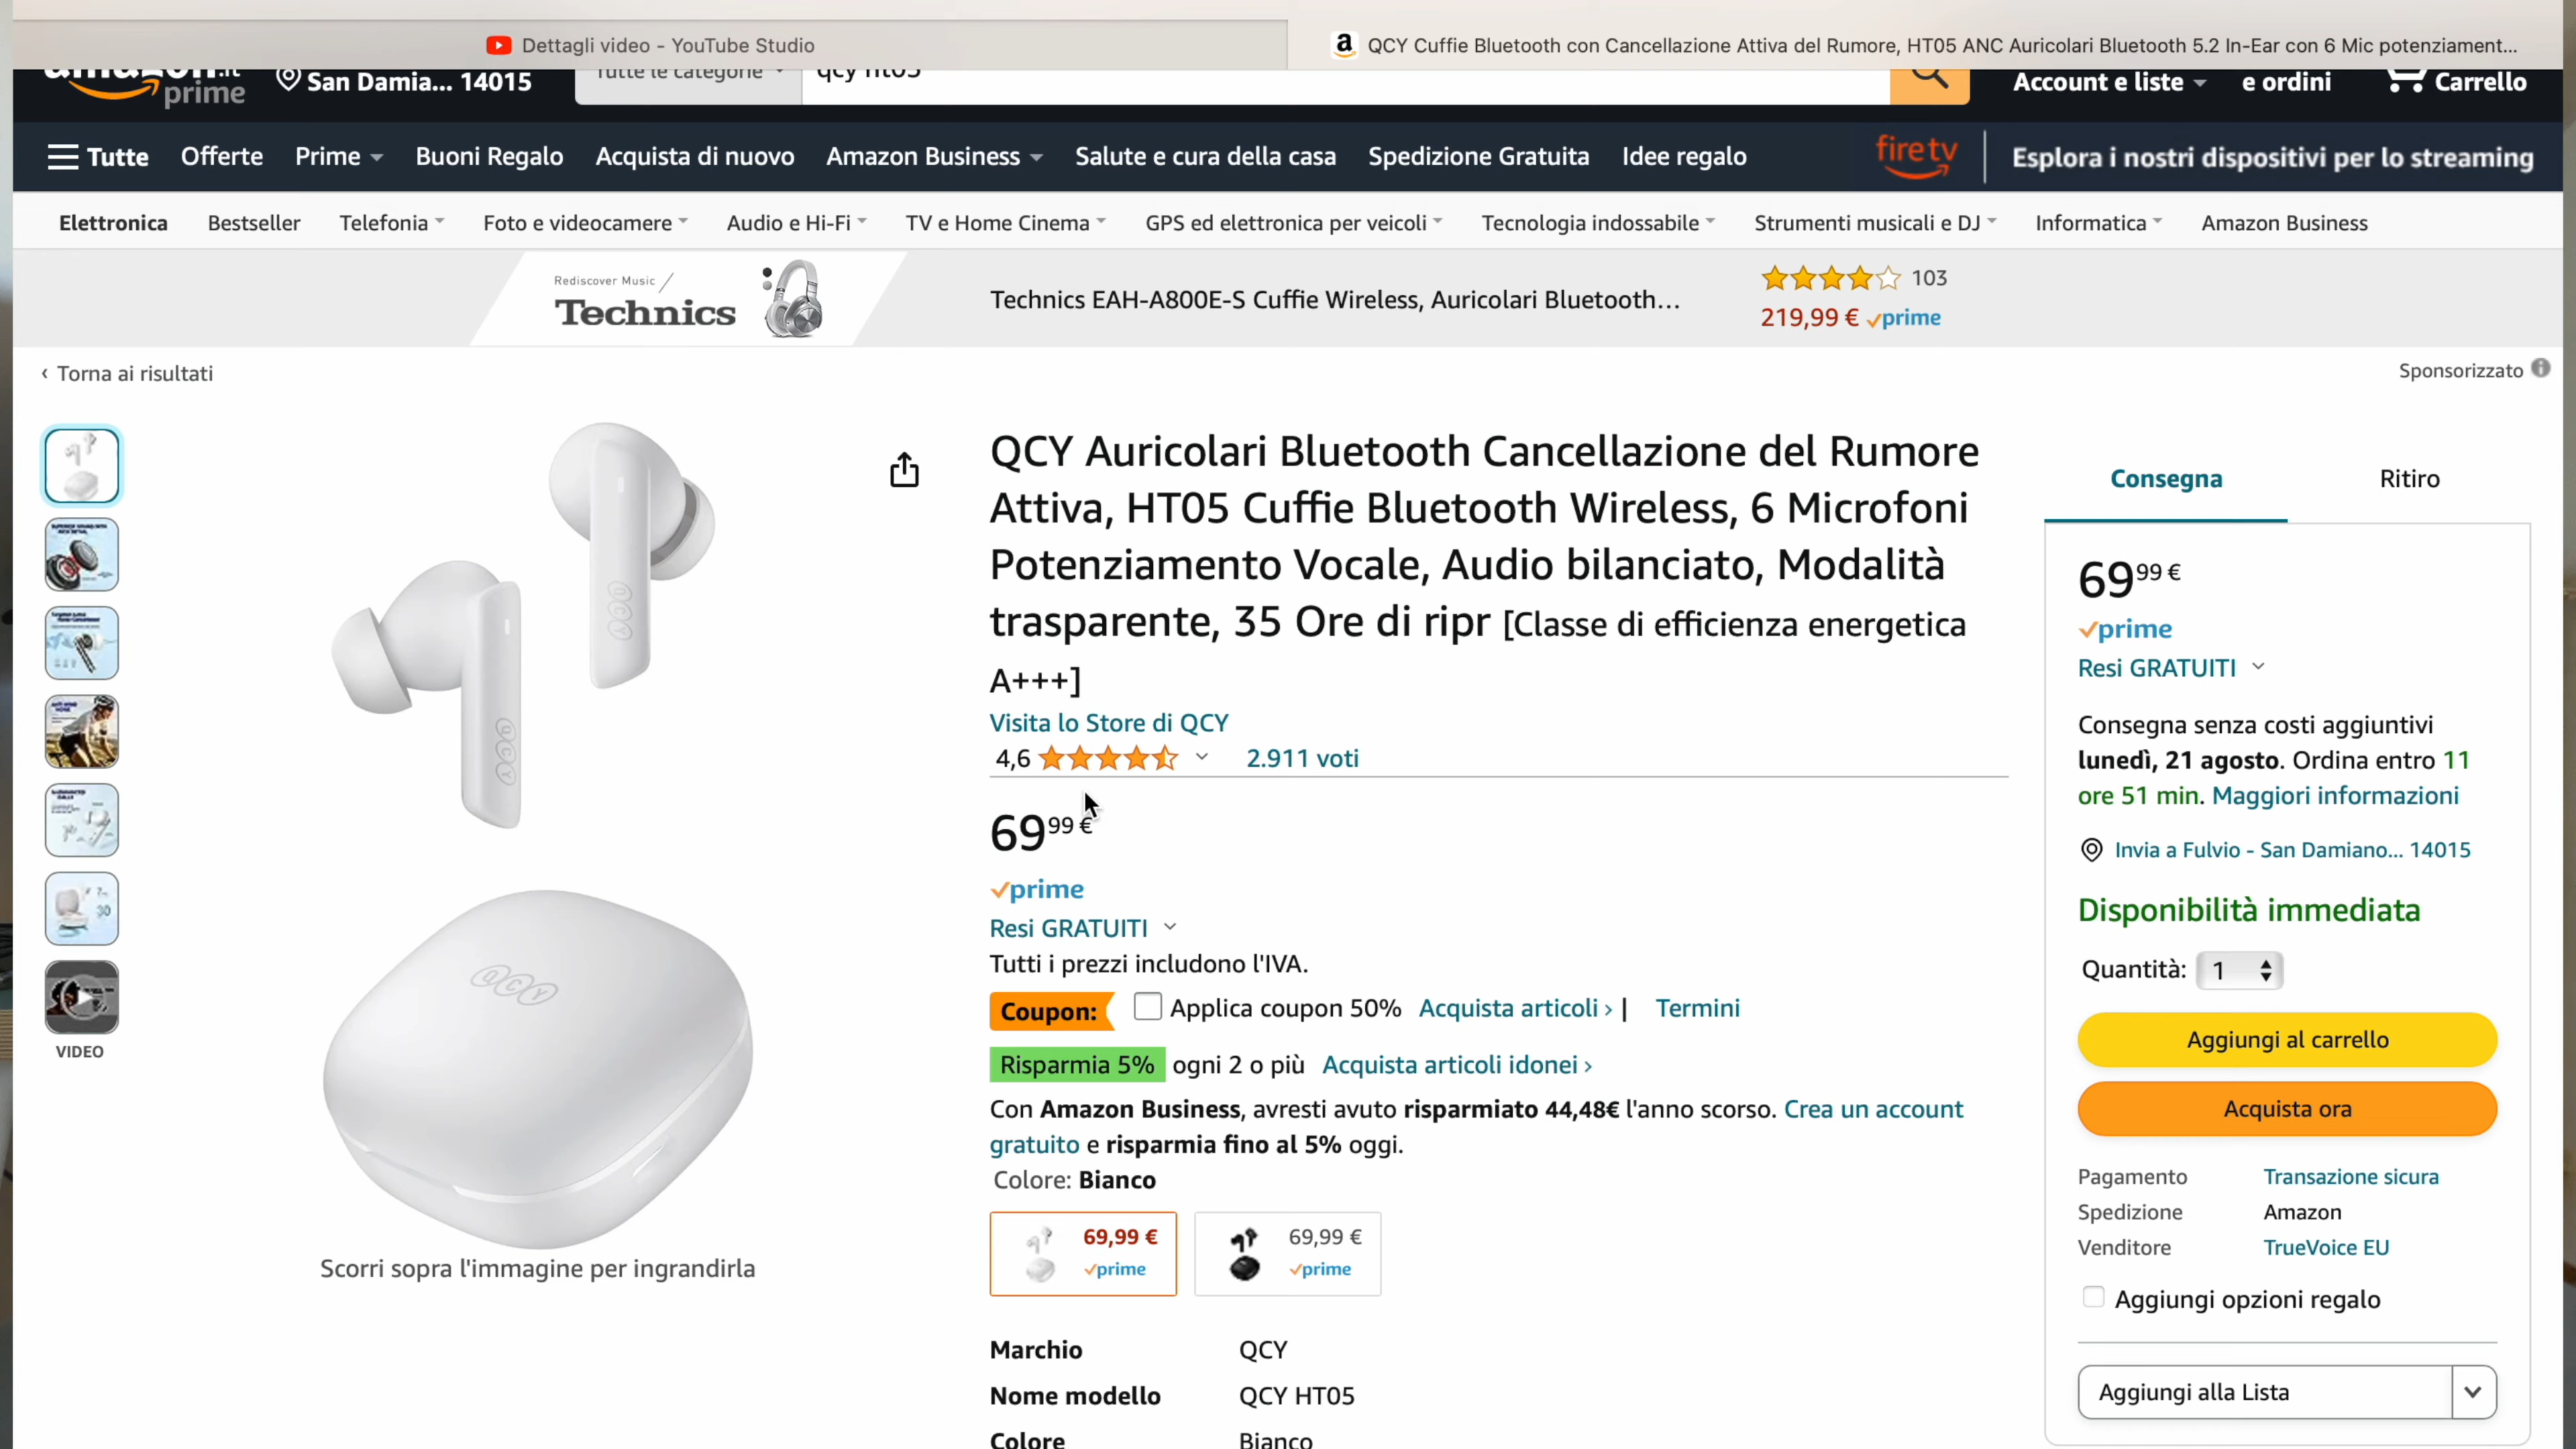 Dettagli video - YouTube Studio
QCY Cuffie Bluetooth con Cancellazione Attiva del Rumore, HT05 ANC Auricolari Bluetooth 5.2 In-Ear con 6 Mic potenziament...
amazon.it
prime
San Damia... 14015
Tutte le categorie
qcy ht05
Account e liste
e ordini
Carrello
Tutte
Offerte
Prime
Buoni Regalo
Acquista di nuovo
Amazon Business
Salute e cura della casa
Spedizione Gratuita
Idee regalo
fire tv
Esplora i nostri dispositivi per lo streaming
Elettronica
Bestseller
Telefonia
Foto e videocamere
Audio e Hi-Fi
TV e Home Cinema
GPS ed elettronica per veicoli
Tecnologia indossabile
Strumenti musicali e DJ
Informatica
Amazon Business
Rediscover Music
Technics
Technics EAH-A800E-S Cuffie Wireless, Auricolari Bluetooth...
103
219,99 € prime
‹ Torna ai risultati
Sponsorizzato
QCY
QCY
QCY
VIDEO
Scorri sopra l'immagine per ingrandirla
QCY Auricolari Bluetooth Cancellazione del Rumore
Attiva, HT05 Cuffie Bluetooth Wireless, 6 Microfoni
Potenziamento Vocale, Audio bilanciato, Modalità
trasparente, 35 Ore di ripr [Classe di efficienza energetica
A+++]
Visita lo Store di QCY
4,6
2.911 voti
69 99 €
prime
Resi GRATUITI
Tutti i prezzi includono l'IVA.
Coupon: Applica coupon 50% Acquista articoli › | Termini
Risparmia 5% ogni 2 o più Acquista articoli idonei ›
Con Amazon Business, avresti avuto risparmiato 44,48€ l'anno scorso. Crea un account
gratuito e risparmia fino al 5% oggi.
Colore: Bianco
69,99 €
prime
69,99 €
prime
Marchio QCY
Nome modello QCY HT05
Colore Bianco
Consegna
Ritiro
69 99 €
prime
Resi GRATUITI
Consegna senza costi aggiuntivi
lunedì, 21 agosto. Ordina entro 11
ore 51 min. Maggiori informazioni
Invia a Fulvio - San Damiano... 14015
Disponibilità immediata
Quantità: 1
Aggiungi al carrello
Acquista ora
Pagamento Transazione sicura
Spedizione Amazon
Venditore TrueVoice EU
Aggiungi opzioni regalo
Aggiungi alla Lista